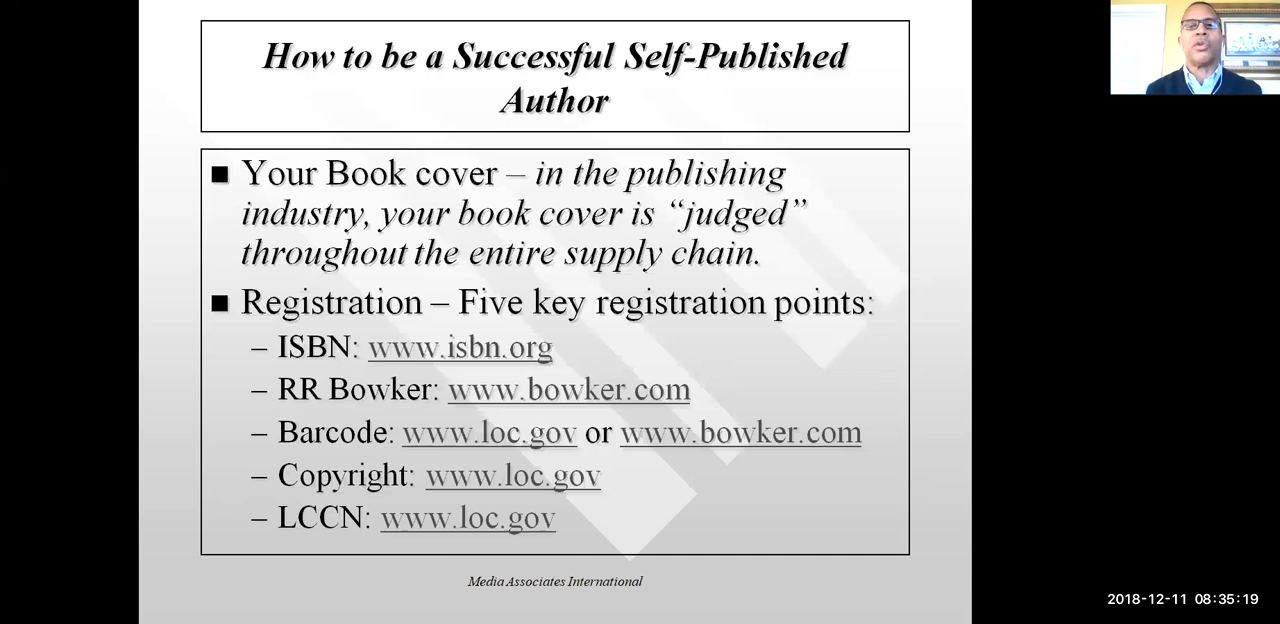 How to be a Successful Self-Published
Author
■ Your Book cover – in the publishing
industry, your book cover is “judged”
throughout the entire supply chain.
■ Registration – Five key registration points:
– ISBN: www.isbn.org
– RR Bowker: www.bowker.com
– Barcode: www.loc.gov or www.bowker.com
– Copyright: www.loc.gov
– LCCN: www.loc.gov
Media Associates International
2018-12-11 08:35:19